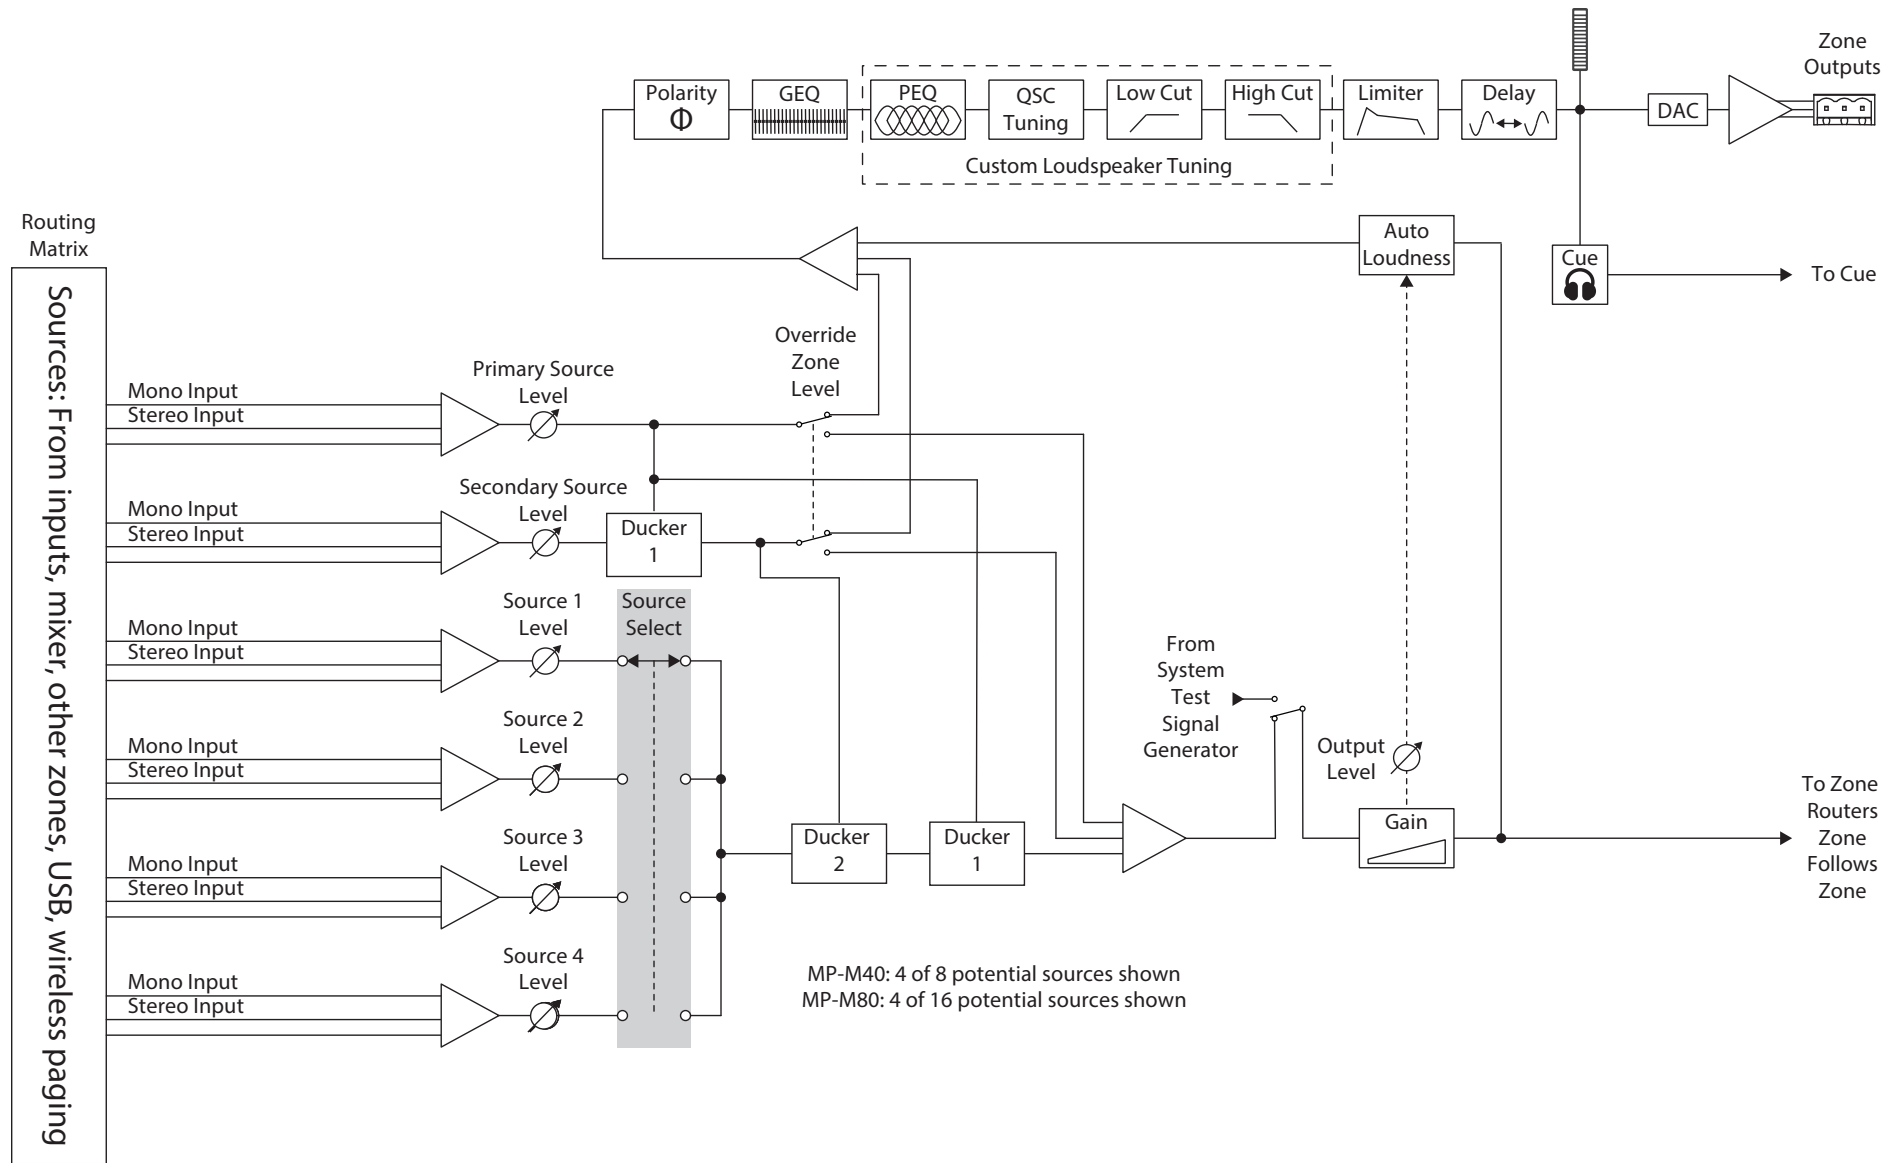 Zone
Outputs
Polarity
Φ
GEQ
PEQ
QSC
Tuning
Low Cut
High Cut
Limiter
Delay
DAC
Custom Loudspeaker Tuning
Routing
Matrix
Auto
Loudness
Cue
To Cue
Sources: From inputs, mixer, other zones, USB, wireless paging
Override
Zone
Level
Primary Source
Level
Mono Input
Stereo Input
Secondary Source
Level
Mono Input
Stereo Input
Ducker
1
Source 1
Level
Source
Select
Mono Input
Stereo Input
From
System
Test
Signal
Generator
Source 2
Level
Mono Input
Stereo Input
Output
Level
To Zone
Routers
Zone
Follows
Zone
Gain
Source 3
Level
Mono Input
Stereo Input
Ducker
2
Ducker
1
Source 4
Level
Mono Input
Stereo Input
MP-M40: 4 of 8 potential sources shown
MP-M80: 4 of 16 potential sources shown